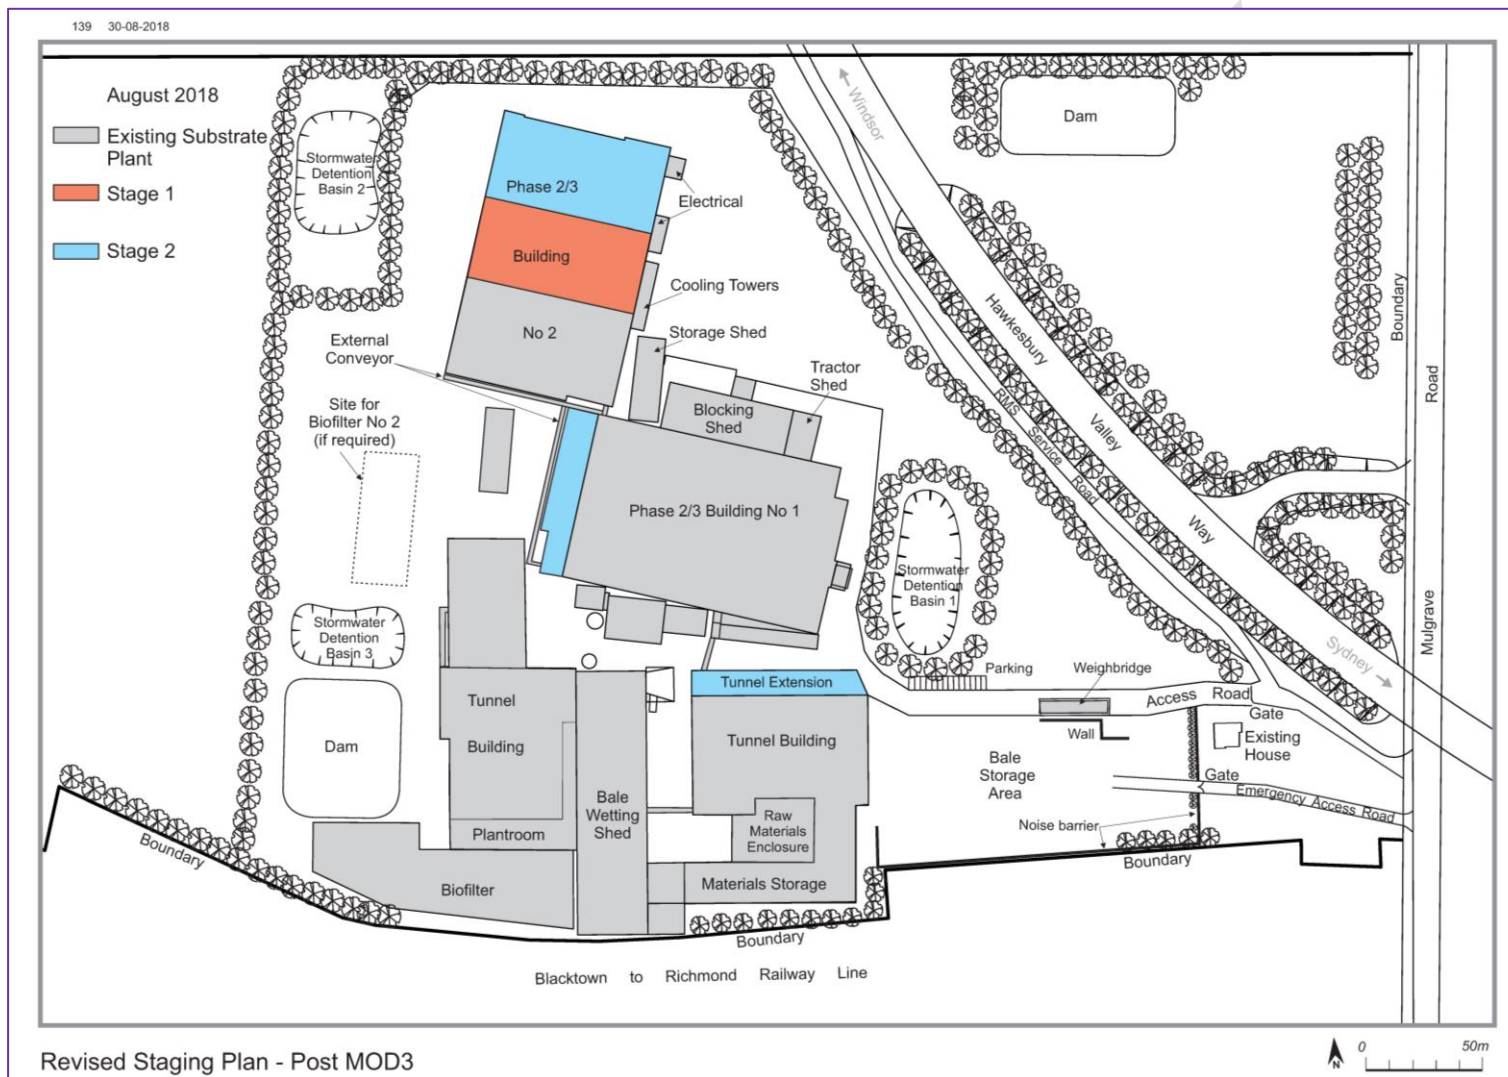 139 30-08-2018
August 2018
Existing Substrate
Plant
Stage 1
Stage 2
Stormwater
Detention
Basin 2
Phase 2/3
Building
No 2
Electrical
Cooling Towers
Storage Shed
External
Conveyor
Tractor
Shed
Blocking
Shed
Site for
Biofilter No 2
(if required)
Phase 2/3 Building No 1
Stormwater
Detention
Basin 1
Stormwater
Detention
Basin 3
Dam
Windsor
Hawkesbury
Valley
Way
Sydney
RMS
Service
Road
Boundary
Road
Mulgrave
Parking
Weighbridge
Access Road
Gate
Wall
Existing
House
Gate
Emergency Access Road
Bale
Storage
Area
Noise barrier
Boundary
Tunnel Extension
Tunnel Building
Raw
Materials
Enclosure
Materials Storage
Tunnel
Building
Plantroom
Bale
Wetting
Shed
Biofilter
Dam
Boundary
Boundary
Blacktown to Richmond Railway Line
Revised Staging Plan - Post MOD3
N
0 50m